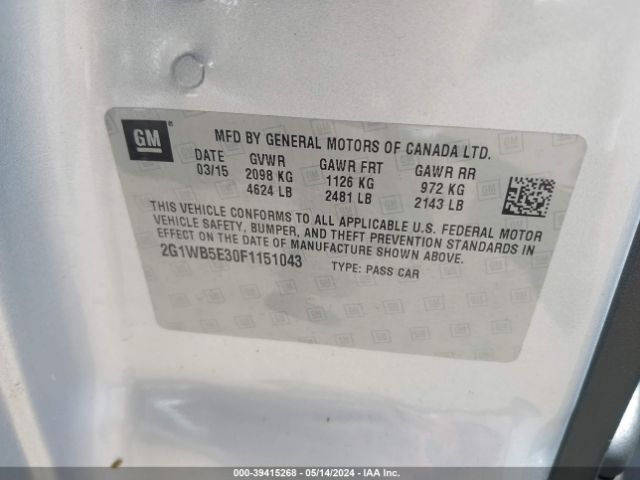 GM
MFD BY GENERAL MOTORS OF CANADA LTD.
DATE GVWR GAWR FRT GAWR RR
03/15 2098 KG 1126 KG 972 KG
4624 LB 2481 LB 2143 LB
THIS VEHICLE CONFORMS TO ALL APPLICABLE U.S. FEDERAL MOTOR
VEHICLE SAFETY, BUMPER, AND THEFT PREVENTION STANDARDS IN
EFFECT ON THE DATE OF MANUFACTURE SHOWN ABOVE.
2G1WB5E30F1151043 TYPE: PASS CAR
000-39415268 - 05/14/2024 - IAA Inc.